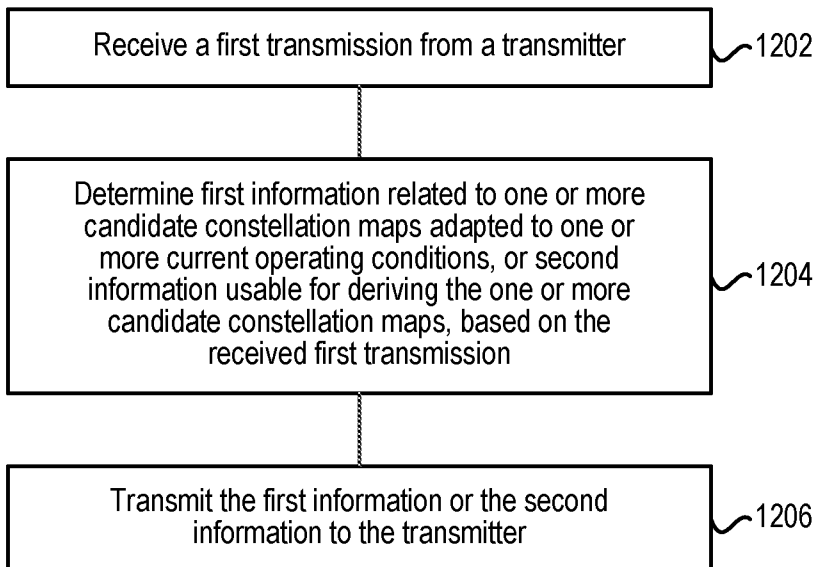 Receive a first transmission from a transmitter
1202
Determine first information related to one or more
candidate constellation maps adapted to one or
more current operating conditions, or second
information usable for deriving the one or more
candidate constellation maps, based on the
received first transmission
1204
Transmit the first information or the second
information to the transmitter
1206